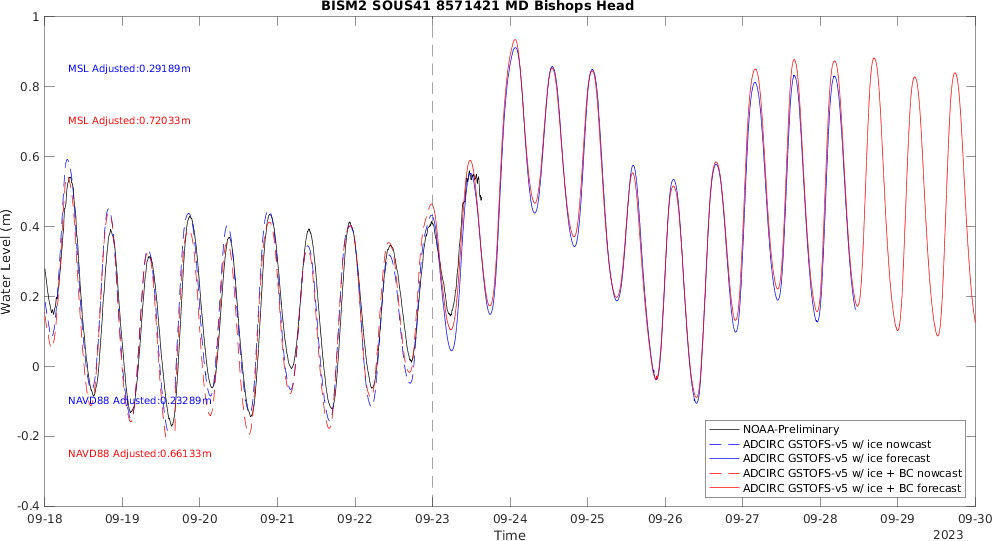 BISM2 SOUS41 8571421 MD Bishops Head
1
0.8
0.6
0.4
0.2
0
-0.2
-0.4
Water Level (m)
MSL Adjusted:0.29189m
MSL Adjusted:0.72033m
NAVD88 Adjusted:0.23289m
NAVD88 Adjusted:0.66133m
NOAA-Preliminary
ADCIRC GSTOFS-v5 w/ ice nowcast
ADCIRC GSTOFS-v5 w/ ice forecast
ADCIRC GSTOFS-v5 w/ ice + BC nowcast
ADCIRC GSTOFS-v5 w/ ice + BC forecast
09-18 09-19 09-20 09-21 09-22 09-23 09-24 09-25 09-26 09-27 09-28 09-29 09-30
Time
2023